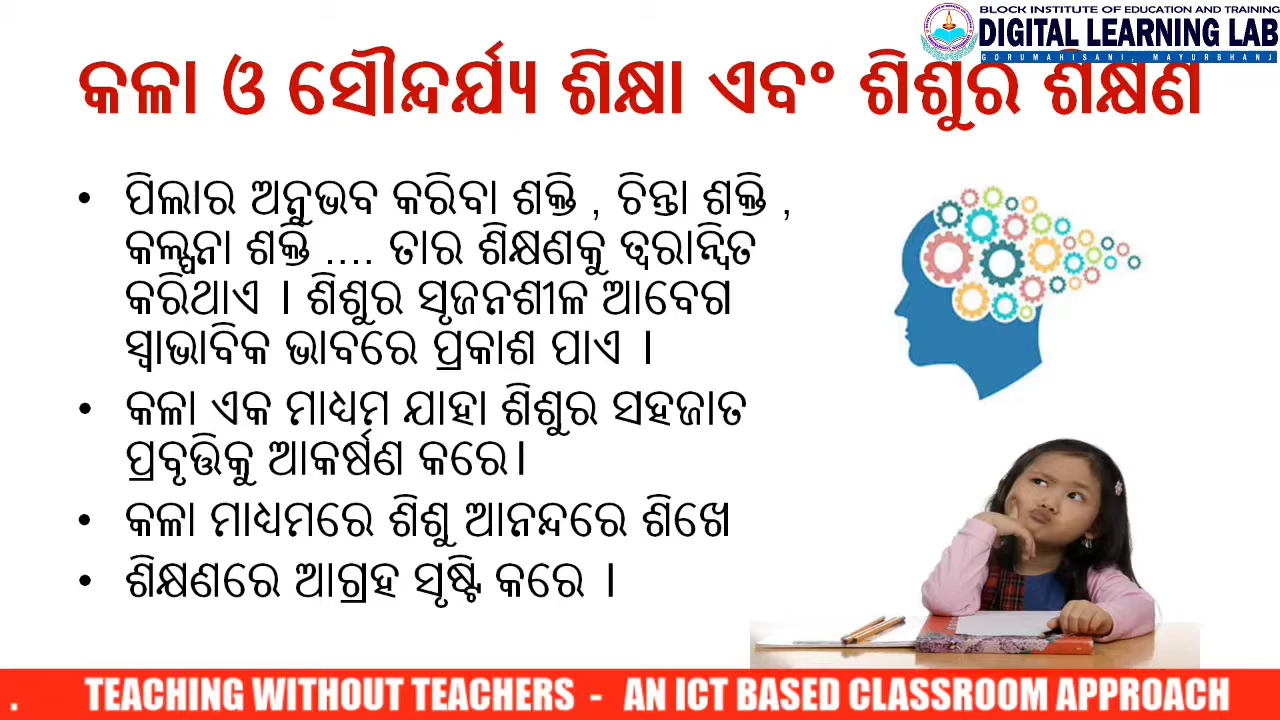 BLOCK INSTITUTE OF EDUCATION AND TRAINING
DIGITAL LEARNING LAB
GORUMAHISANI, MAYURBHANJ
କଳା ଓ ସୌନ୍ଦର୍ଯ୍ୟ ଶିକ୍ଷା ଏବଂ ଶିଶୁର ଶିକ୍ଷଣ
• ପିଲାର ଅନୁଭବ କରିବା ଶକ୍ତି , ଚିନ୍ତା ଶକ୍ତି ,
କଳ୍ପନା ଶକ୍ତି .... ତାର ଶିକ୍ଷଣକୁ ତ୍ୱରାନ୍ୱିତ
କରିଥାଏ । ଶିଶୁର ସୃଜନଶୀଳ ଆବେଗ
ସ୍ୱାଭାବିକ ଭାବରେ ପ୍ରକାଶ ପାଏ ।
• କଳା ଏକ ମାଧ୍ୟମ ଯାହା ଶିଶୁର ସହଜାତ
ପ୍ରବୃତ୍ତିକୁ ଆକର୍ଷଣ କରେ।
• କଳା ମାଧ୍ୟମରେ ଶିଶୁ ଆନନ୍ଦରେ ଶିଖେ
• ଶିକ୍ଷଣରେ ଆଗ୍ରହ ସୃଷ୍ଟି କରେ ।
. TEACHING WITHOUT TEACHERS - AN ICT BASED CLASSROOM APPROACH